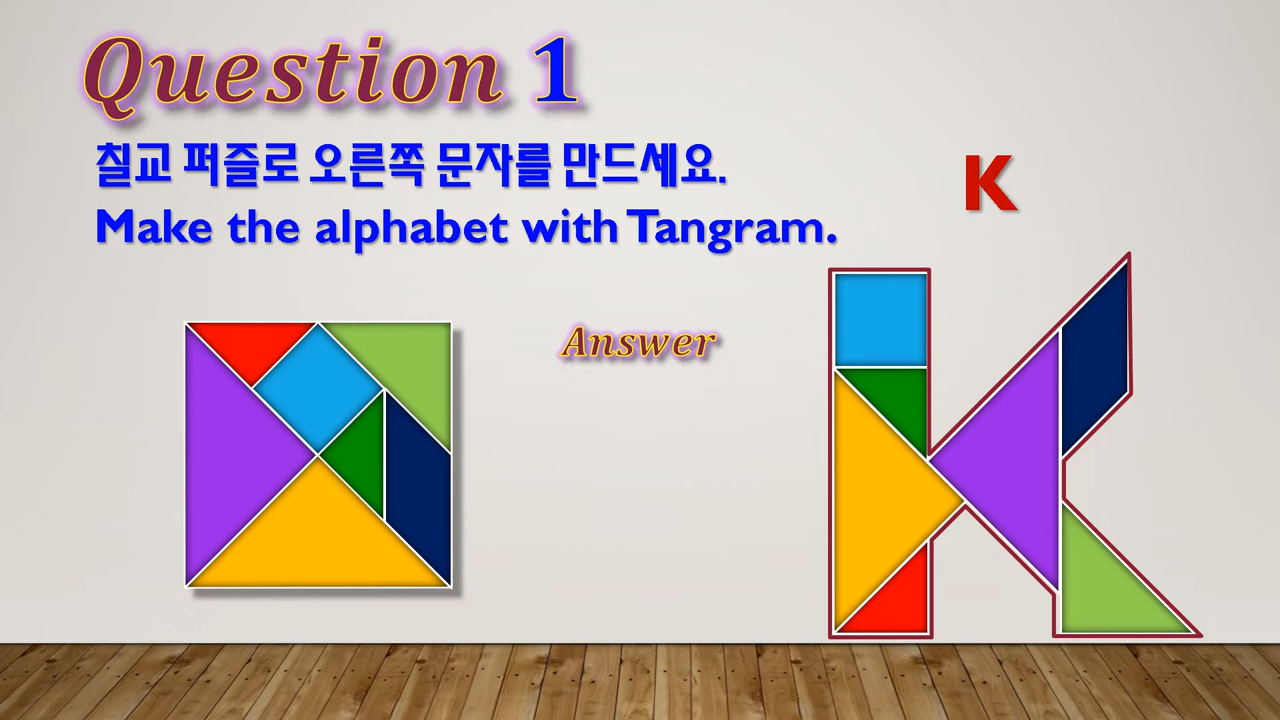 Question 1
칠교 퍼즐로 오른쪽 문자를 만드세요.
K
Make the alphabet with Tangram.
Answer